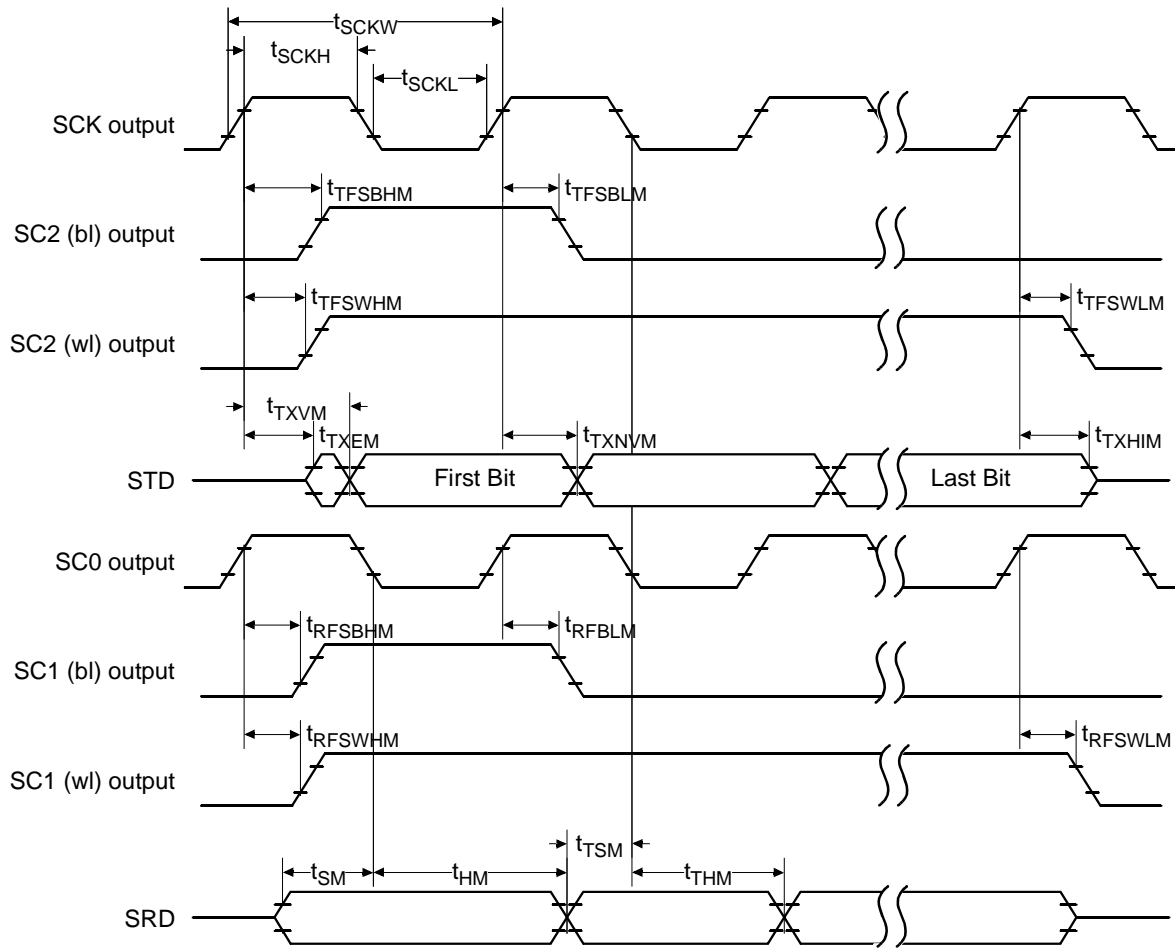 tSCKW
tSCKH
tSCKL
SCK output
tTFSBHM
tTFSBLM
SC2 (bl) output
tTFSWHM
tTFSWLM
SC2 (wl) output
tTXVM
tTXEM
tTXNVM
tTXHIM
STD
First Bit
Last Bit
SC0 output
tRFSBHM
tRFBLM
SC1 (bl) output
tRFSWHM
tRFSWLM
SC1 (wl) output
tTSM
tSM
tHM
tTHM
SRD